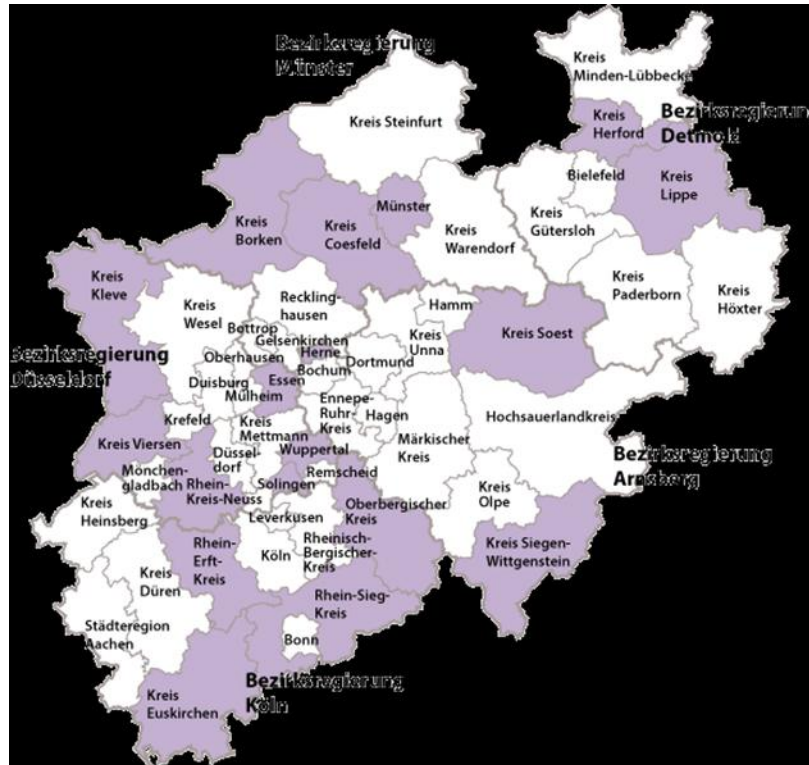 Bezirksregierung
Münster
Kreis
Minden-Lübbecke
Kreis
Herford
Bezirksregierung
Detmold
Kreis Steinfurt
Bielefeld
Kreis
Lippe
Münster
Kreis
Borken
Kreis
Coesfeld
Kreis
Warendorf
Kreis
Gütersloh
Kreis
Kleve
Kreis
Paderborn
Kreis
Höxter
Reckling-
hausen
Hamm
Kreis
Wesel
Bottrop
Gelsenkirchen
Kreis
Unna
Kreis Soest
Bezirksregierung
Düsseldorf
Oberhausen
Herne
Bochum
Dortmund
Duisburg
Essen
Mülheim
Ennepe-
Ruhr-
Kreis
Hagen
Hochsauerlandkreis
Krefeld
Kreis
Mettmann
Märkischer
Kreis
Kreis Viersen
Düssel-
dorf
Wuppertal
Bezirksregierung
Arnsberg
Mönchen-
gladbach
Rhein-
Kreis-Neuss
Solingen
Remscheid
Kreis
Olpe
Kreis
Heinsberg
Leverkusen
Oberbergischer
Kreis
Rhein-
Erft-
Kreis
Köln
Rheinisch-
Bergischer-
Kreis
Kreis Siegen-
Wittgenstein
Kreis
Düren
Rhein-Sieg-
Kreis
Städteregion
Aachen
Bonn
Kreis
Euskirchen
Bezirksregierung
Köln